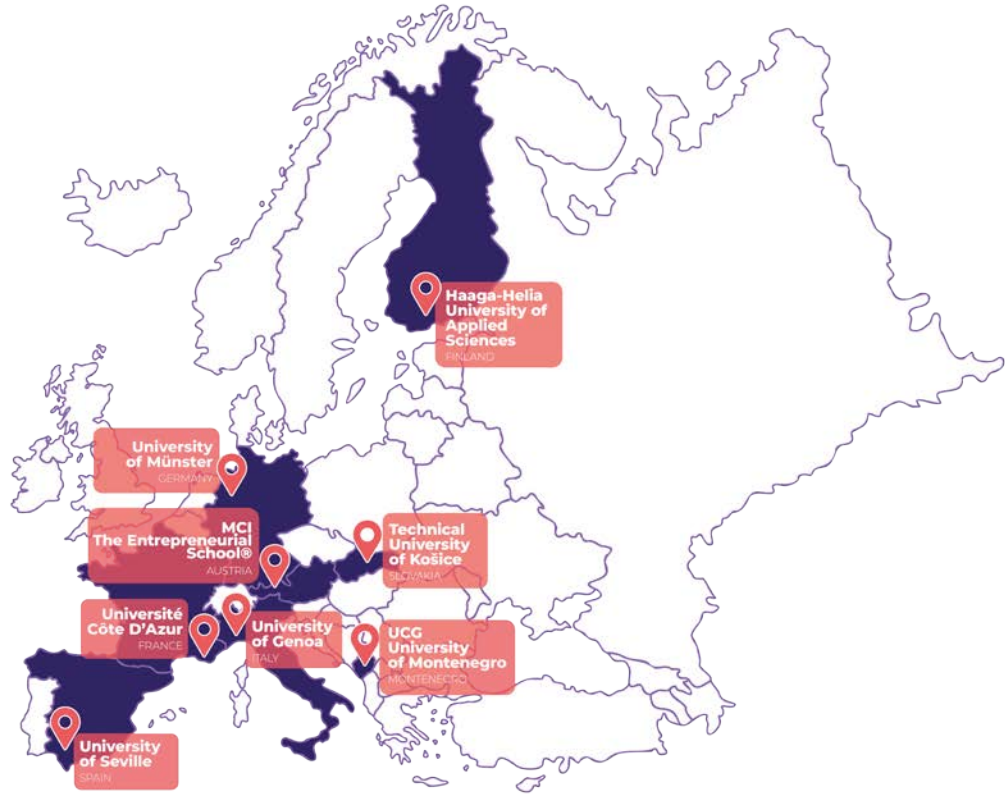 Haaga-Helia
University of
Applied
Sciences
FINLAND
University
of Münster
GERMANY
MCI
The Entrepreneurial
School®
AUSTRIA
Technical
University
of Košice
SLOVAKIA
Université
Côte D'Azur
FRANCE
University
of Genoa
ITALY
UCG
University
of Montenegro
MONTENEGRO
University
of Seville
SPAIN